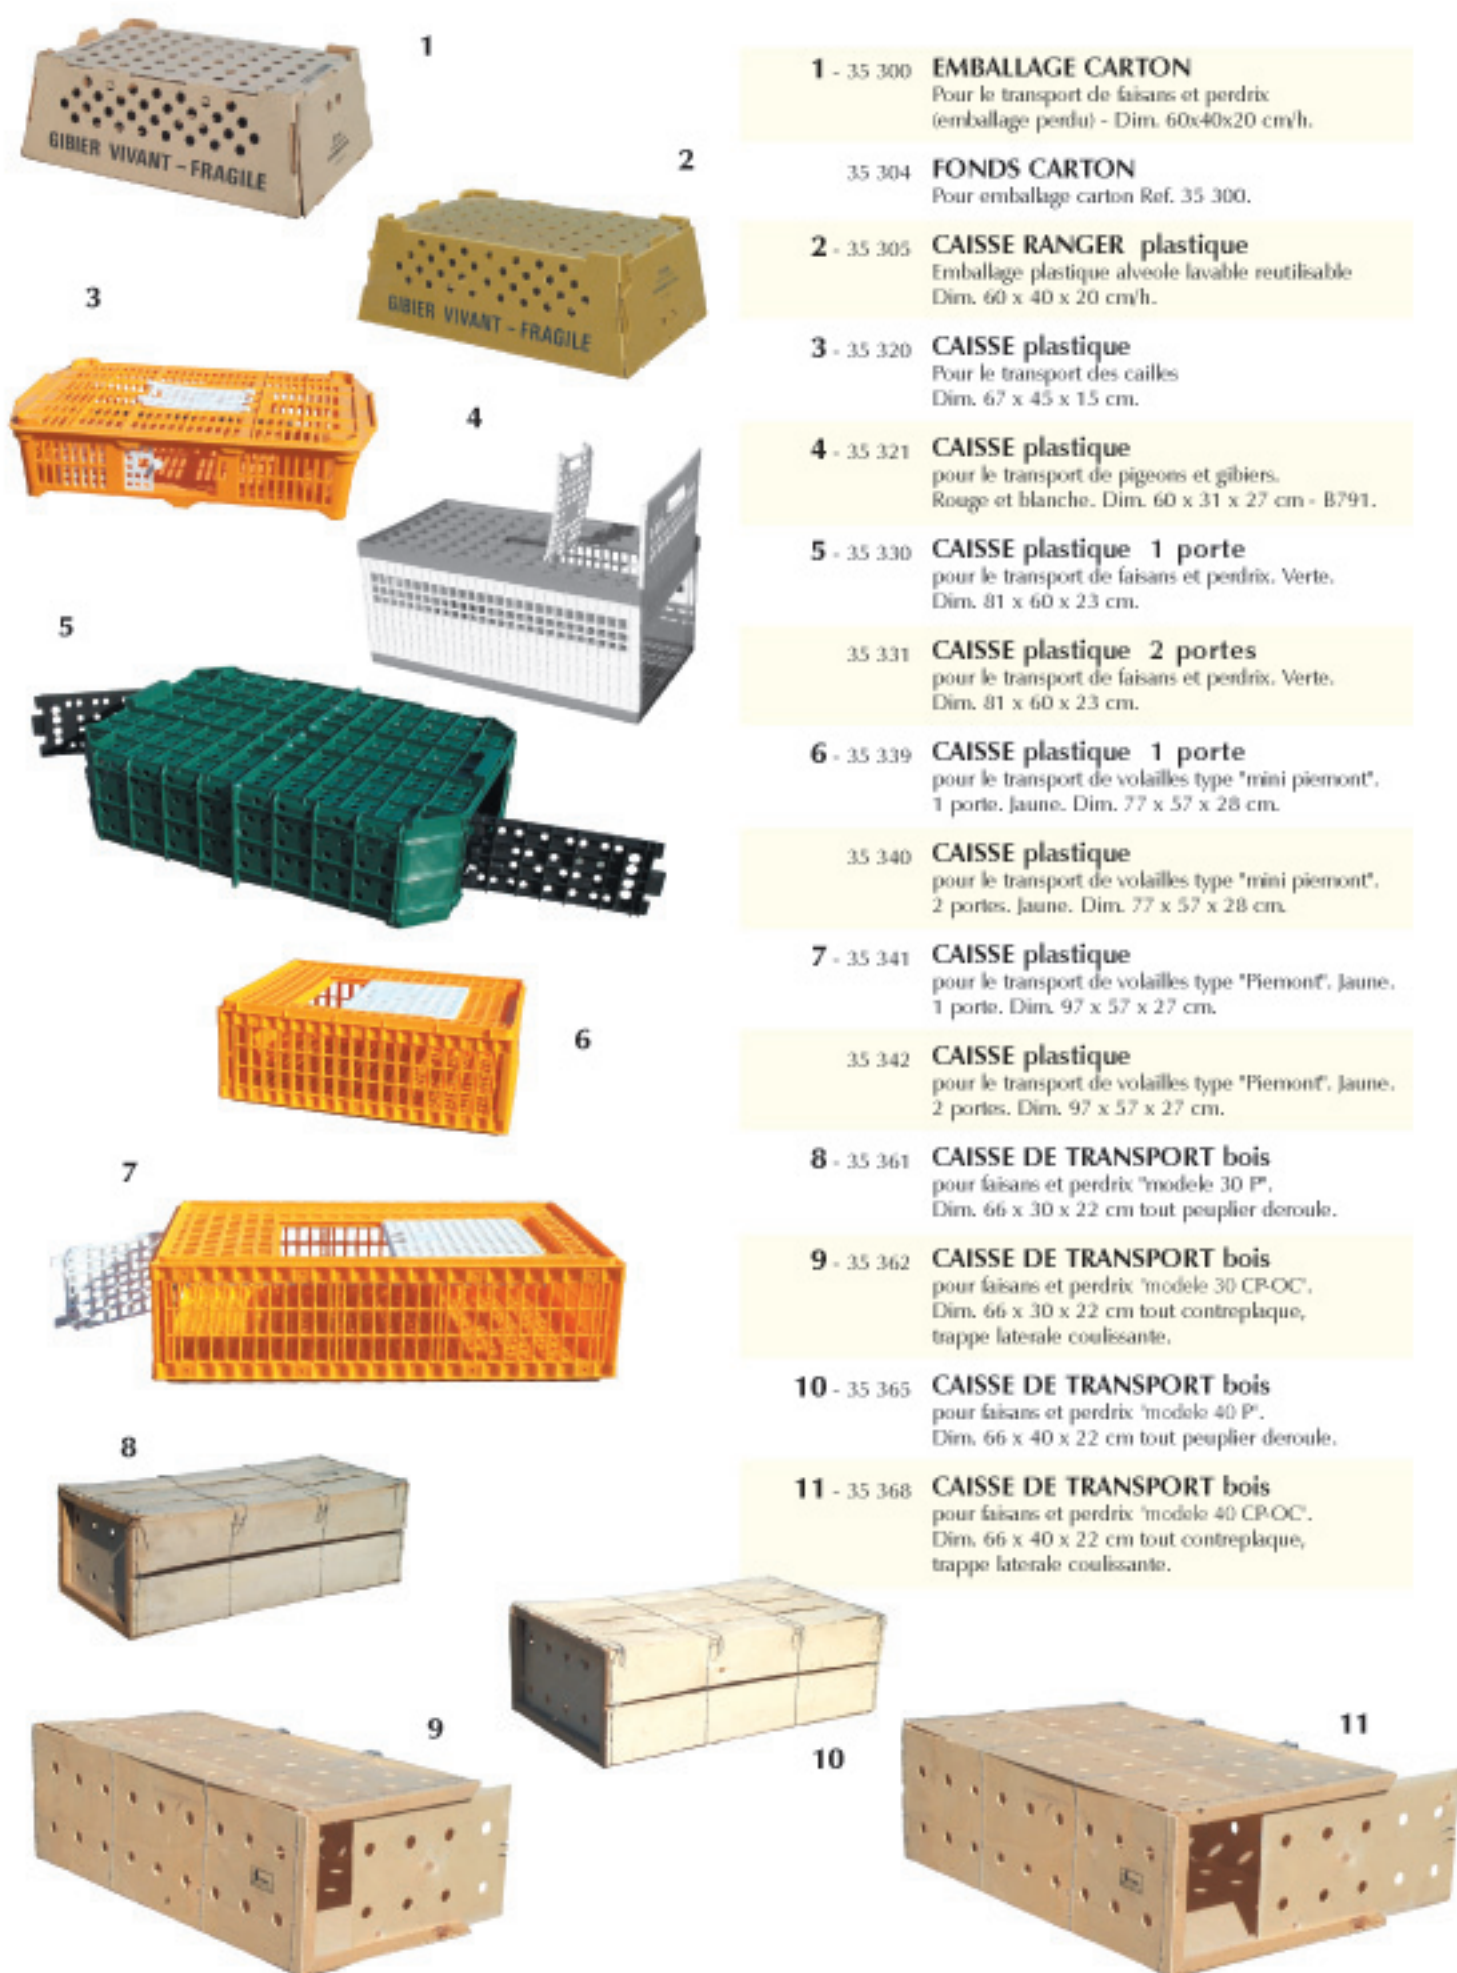 1
GIBIER VIVANT - FRAGILE
2
GIBIER VIVANT - FRAGILE
3
4
5
6
7
8
9
10
11
1 - 35 300 EMBALLAGE CARTON
Pour le transport de faisans et perdrix
(emballage perdu) - Dim. 60x40x20 cm/h.
35 304 FONDS CARTON
Pour emballage carton Ref. 35 300.
2 - 35 305 CAISSE RANGER plastique
Emballage plastique alveole lavable reutilisable
Dim. 60 x 40 x 20 cm/h.
3 - 35 320 CAISSE plastique
Pour le transport des cailles
Dim. 67 x 45 x 15 cm.
4 - 35 321 CAISSE plastique
pour le transport de pigeons et gibiers.
Rouge et blanche. Dim. 60 x 31 x 27 cm - B791.
5 - 35 330 CAISSE plastique 1 porte
pour le transport de faisans et perdrix. Verte.
Dim. 81 x 60 x 23 cm.
35 331 CAISSE plastique 2 portes
pour le transport de faisans et perdrix. Verte.
Dim. 81 x 60 x 23 cm.
6 - 35 339 CAISSE plastique 1 porte
pour le transport de volailles type "mini piemont".
1 porte. Jaune. Dim. 77 x 57 x 28 cm.
35 340 CAISSE plastique
pour le transport de volailles type "mini piemont".
2 portes. Jaune. Dim. 77 x 57 x 28 cm.
7 - 35 341 CAISSE plastique
pour le transport de volailles type "Piemont". Jaune.
1 porte. Dim. 97 x 57 x 27 cm.
35 342 CAISSE plastique
pour le transport de volailles type "Piemont". Jaune.
2 portes. Dim. 97 x 57 x 27 cm.
8 - 35 361 CAISSE DE TRANSPORT bois
pour faisans et perdrix "modele 30 P".
Dim. 66 x 30 x 22 cm tout peuplier deroule.
9 - 35 362 CAISSE DE TRANSPORT bois
pour faisans et perdrix "modele 30 CP-OC".
Dim. 66 x 30 x 22 cm tout contreplaque,
trappe laterale coulissante.
10 - 35 365 CAISSE DE TRANSPORT bois
pour faisans et perdrix "modele 40 P".
Dim. 66 x 40 x 22 cm tout peuplier deroule.
11 - 35 368 CAISSE DE TRANSPORT bois
pour faisans et perdrix "modele 40 CP-OC".
Dim. 66 x 40 x 22 cm tout contreplaque,
trappe laterale coulissante.